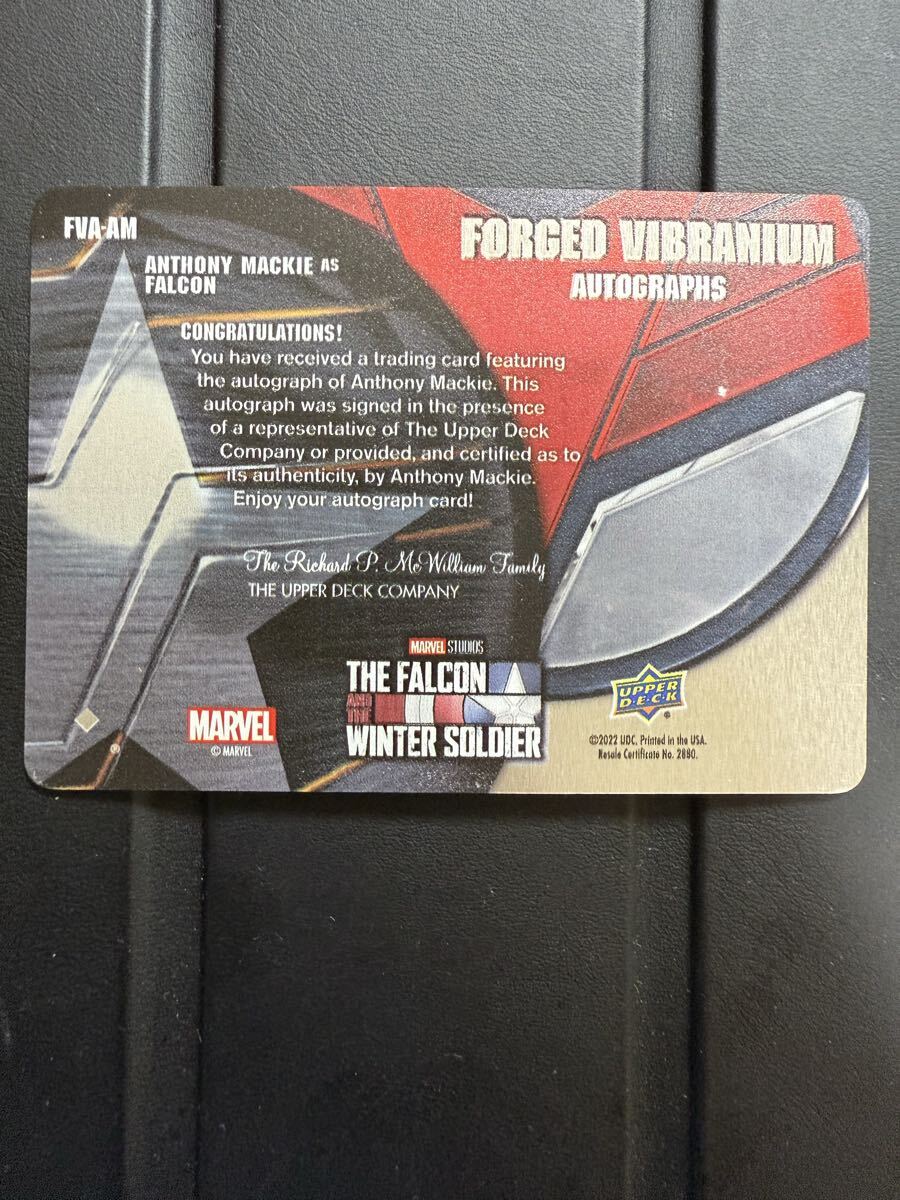 FVA-AM
ANTHONY MACKIE AS
FALCON
FORGED VIBRANIUM
AUTOGRAPHS
CONGRATULATIONS!
You have received a trading card featuring
the autograph of Anthony Mackie. This
autograph was signed in the presence
of a representative of The Upper Deck
Company or provided, and certified as to
its authenticity, by Anthony Mackie.
Enjoy your autograph card!
The Richard P. McWilliam Family
THE UPPER DECK COMPANY
MARVEL STUDIOS
THE FALCON
AND THE
WINTER SOLDIER
MARVEL
© MARVEL
®
UPPER
D·E·C·K
®
©2022 UDC. Printed in the USA.
Resale Certificate No. 2880.